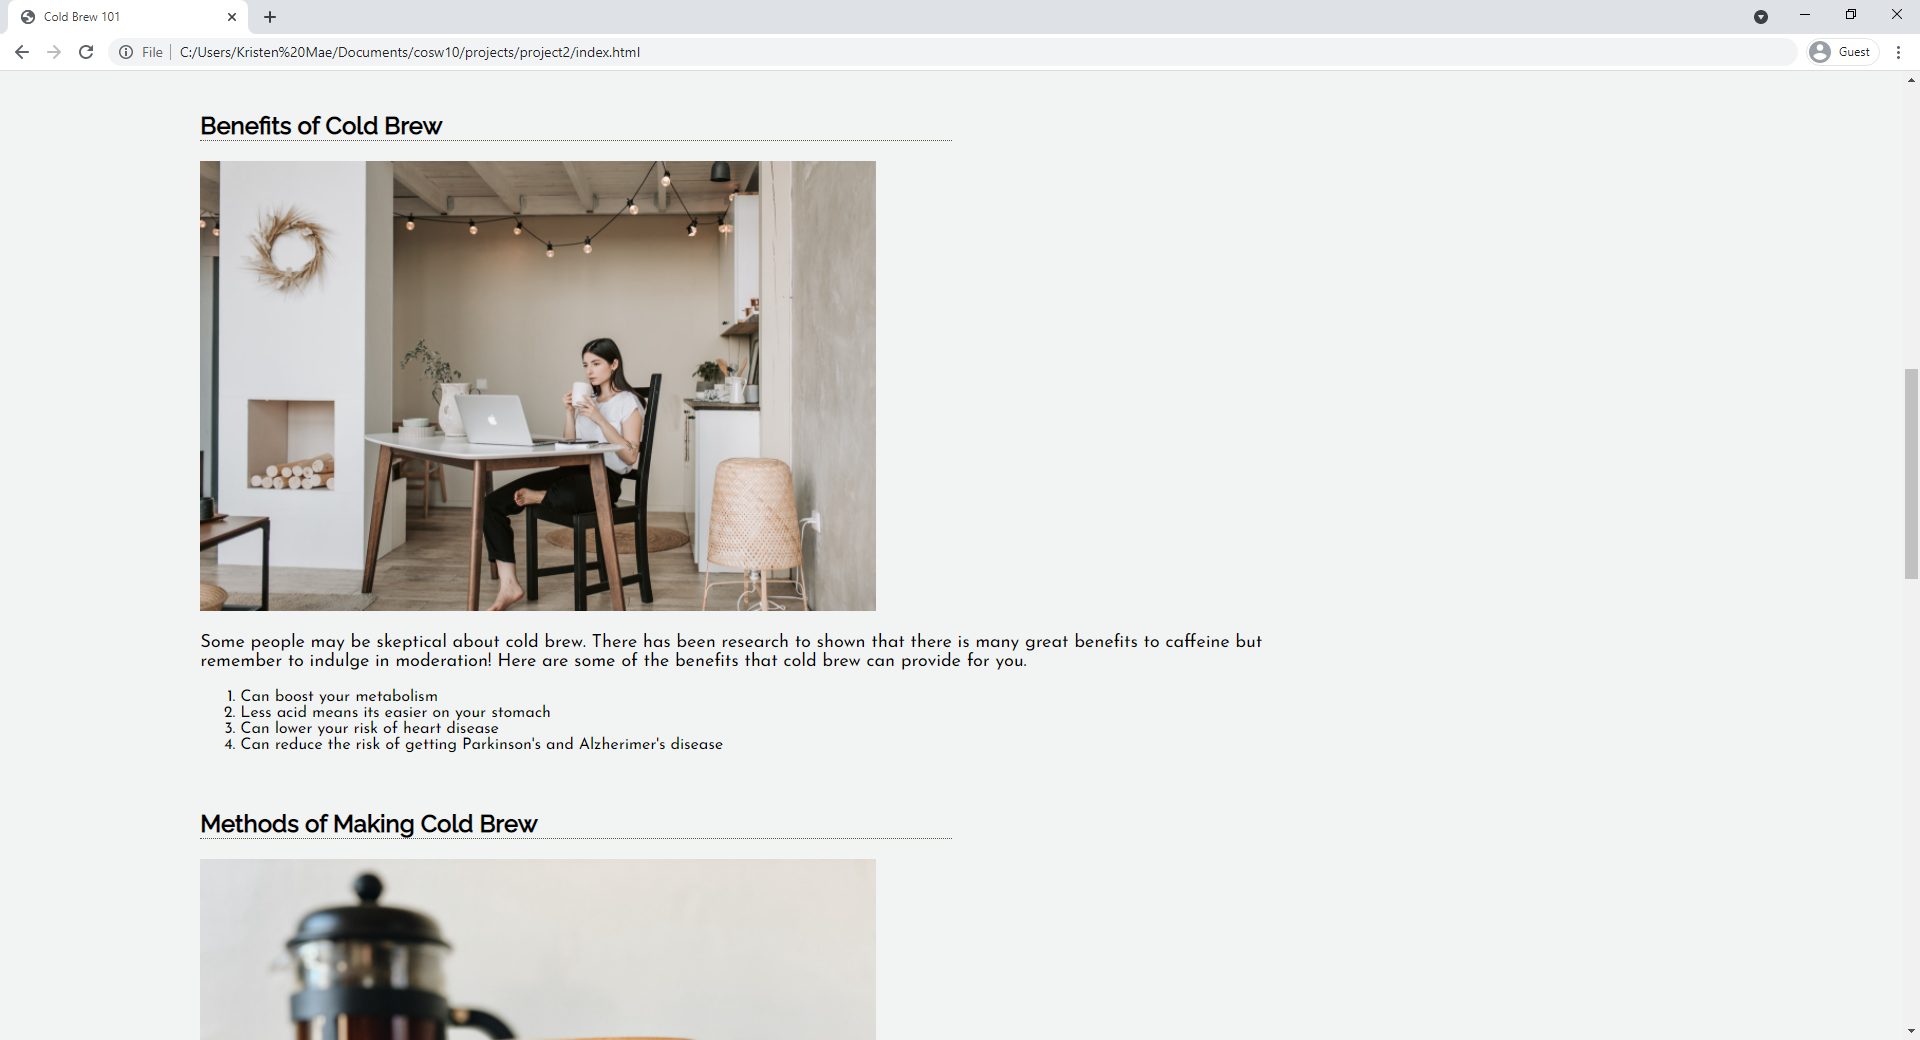 Cold Brew 101
File
C:/Users/Kristen%20Mae/Documents/cosw10/projects/project2/index.html
Guest
Benefits of Cold Brew
Some people may be skeptical about cold brew. There has been research to shown that there is many great benefits to caffeine but
remember to indulge in moderation! Here are some of the benefits that cold brew can provide for you.
1. Can boost your metabolism
2. Less acid means its easier on your stomach
3. Can lower your risk of heart disease
4. Can reduce the risk of getting Parkinson's and Alzherimer's disease
Methods of Making Cold Brew